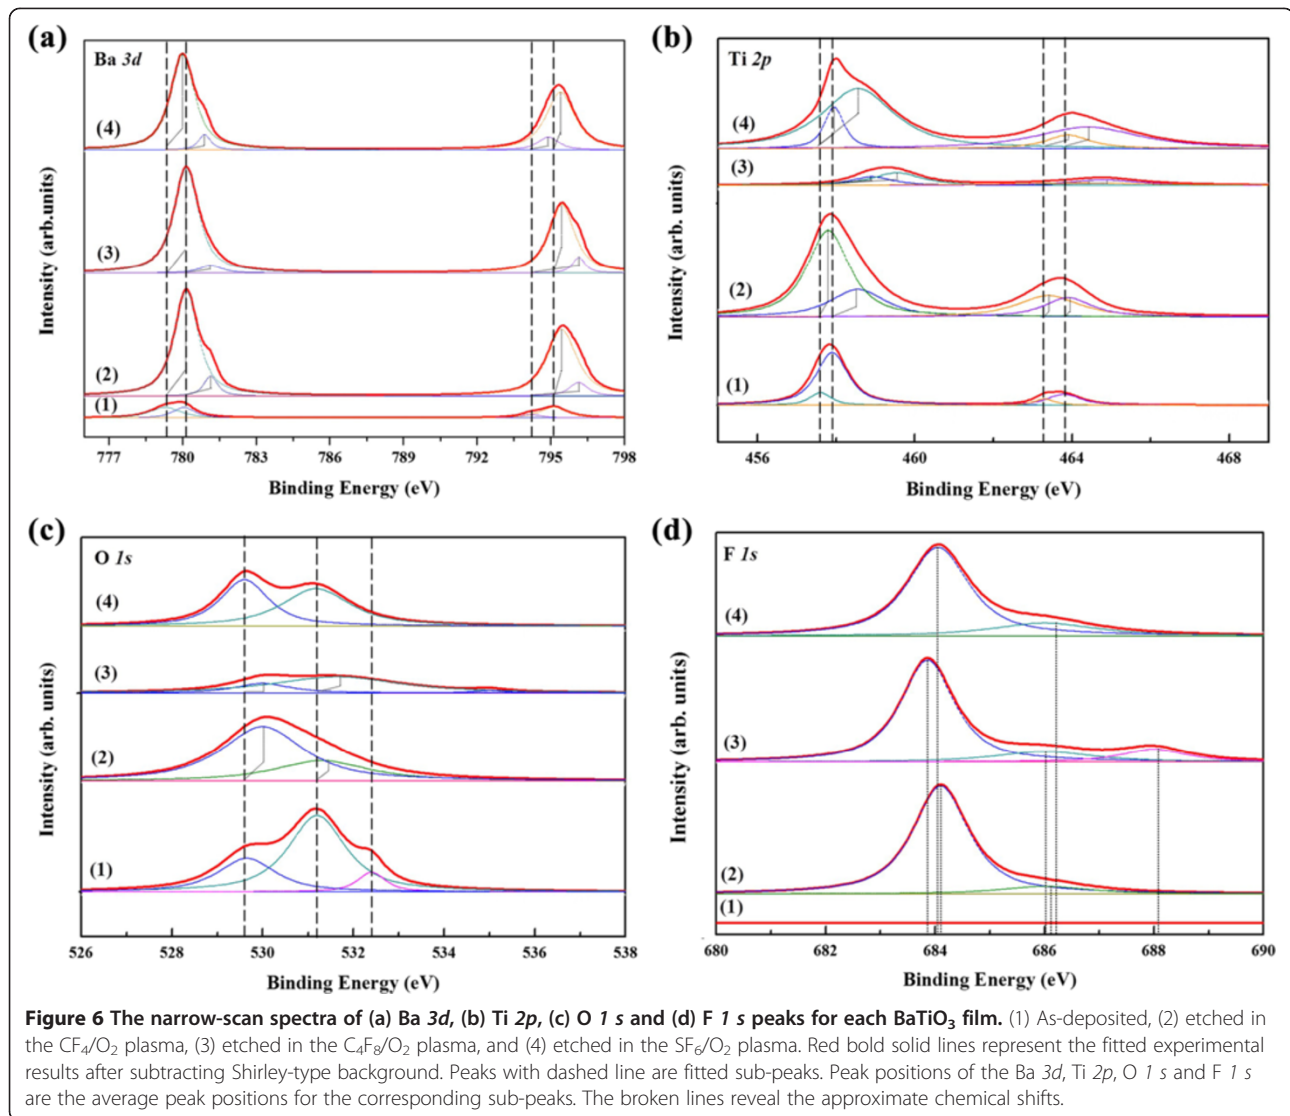 (a)
Ba 3d
(4)
(3)
(2)
(1)
Intensity (arb.units)
777 780 783 786 789 792 795 798
Binding Energy (eV)
(b)
Ti 2p
(4)
(3)
(2)
(1)
Intensity (arb. units)
456 460 464 468
Binding Energy (eV)
(c)
O 1s
(4)
(3)
(2)
(1)
Intensity (arb. units)
526 528 530 532 534 536 538
Binding Energy (eV)
(d)
F 1s
(4)
(3)
(2)
(1)
Intensity (arb. units)
680 682 684 686 688 690
Binding Energy (eV)
Figure 6 The narrow-scan spectra of (a) Ba 3d, (b) Ti 2p, (c) O 1 s and (d) F 1 s peaks for each BaTiO₃ film. (1) As-deposited, (2) etched in
the CF₄/O₂ plasma, (3) etched in the C₄F₈/O₂ plasma, and (4) etched in the SF₆/O₂ plasma. Red bold solid lines represent the fitted experimental
results after subtracting Shirley-type background. Peaks with dashed line are fitted sub-peaks. Peak positions of the Ba 3d, Ti 2p, O 1 s and F 1 s
are the average peak positions for the corresponding sub-peaks. The broken lines reveal the approximate chemical shifts.